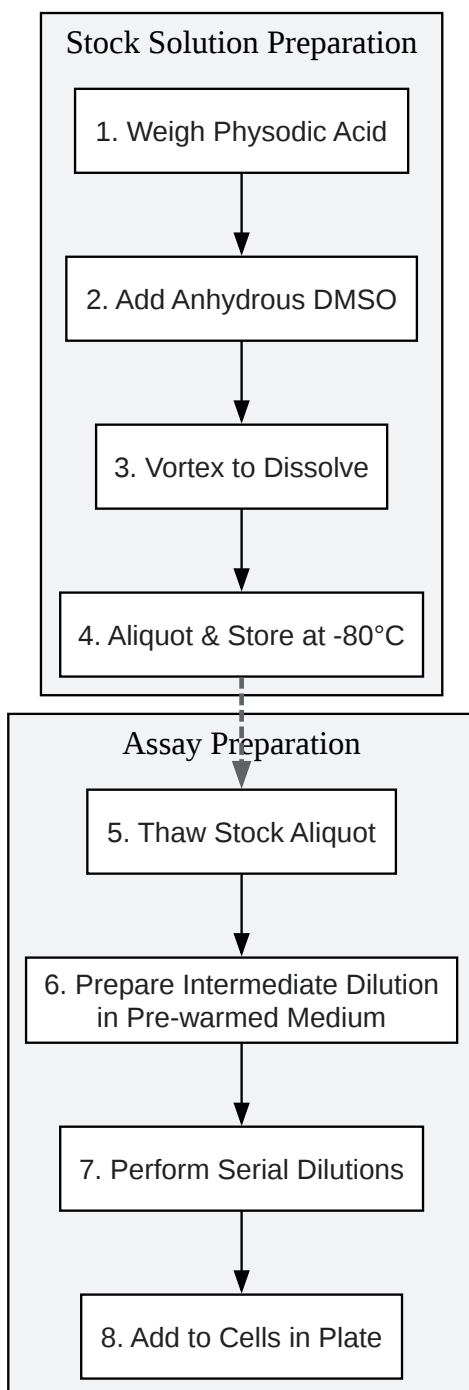 Stock Solution Preparation
1. Weigh Physodic Acid
2. Add Anhydrous DMSO
3. Vortex to Dissolve
4. Aliquot & Store at -80°C
Assay Preparation
5. Thaw Stock Aliquot
6. Prepare Intermediate Dilution
in Pre-warmed Medium
7. Perform Serial Dilutions
8. Add to Cells in Plate